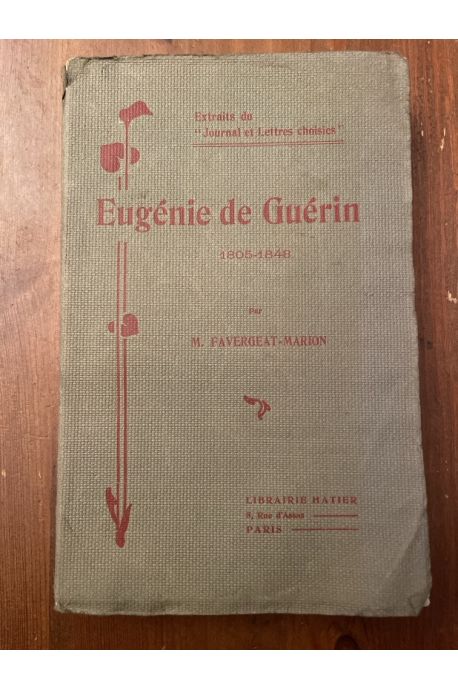 Extraits du
"Journal et Lettres choisies"
Eugénie de Guérin
1805-1848
Par
M. FAVERGEAT-MARION
LIBRAIRIE HATIER
8, Rue d'Assas
PARIS